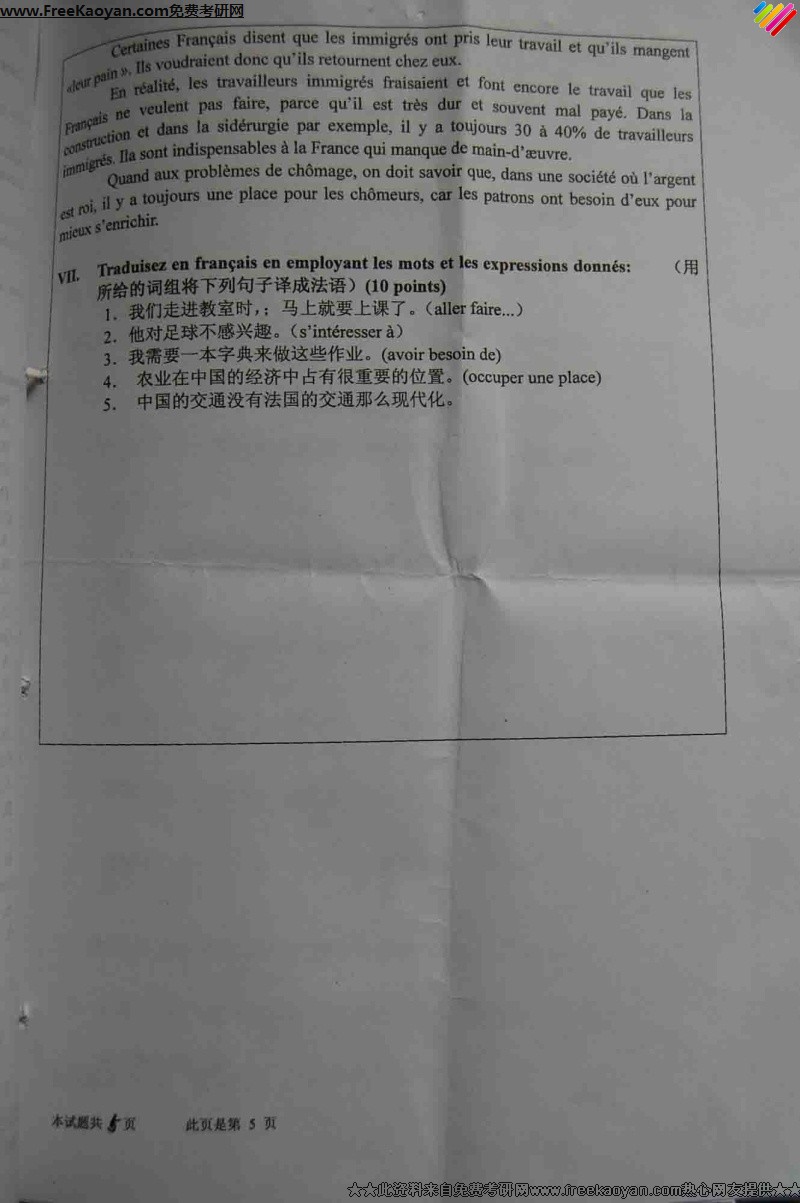 www.FreeKaoyan.com免费考研网
Certaines Français disent que les immigrés ont pris leur travail et qu'ils mangent
«leur pain ». Ils voudraient donc qu'ils retournent chez eux.
En réalité, les travailleurs immigrés fraisaient et font encore le travail que les
Français ne veulent pas faire, parce qu'il est très dur et souvent mal payé. Dans la
construction et dans la sidérurgie par exemple, il y a toujours 30 à 40% de travailleurs
immigrés. Ila sont indispensables à la France qui manque de main-d'æuvre.
Quand aux problèmes de chômage, on doit savoir que, dans une société où l'argent
est roi, il y a toujours une place pour les chômeurs, car les patrons ont besoin d'eux pour
mieux s'enrichir.
VII. Traduisez en français en employant les mots et les expressions donnés: （用
所给的词组将下列句子译成法语）(10 points)
1. 我们走进教室时，；马上就要上课了。（aller faire...）
2. 他对足球不感兴趣。（s'intéresser à）
3. 我需要一本字典来做这些作业。(avoir besoin de)
4. 农业在中国的经济中占有很重要的位置。(occuper une place)
5. 中国的交通没有法国的交通那么现代化。
本试题共 5 页 此页是第 5 页
★★此资料来自免费考研网www.freekaoyan.com热心网友提供★★